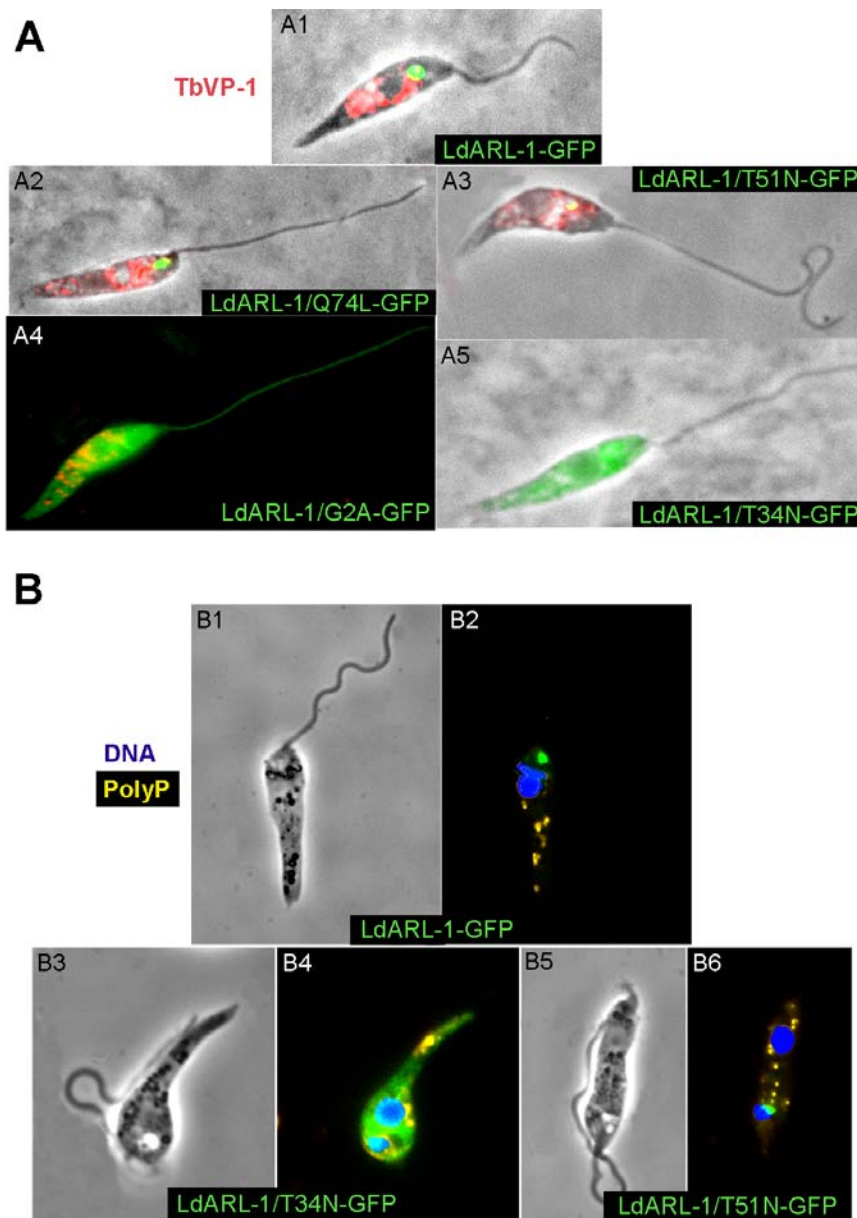 A
A1
TbVP-1
LdARL-1-GFP
A2
A3
LdARL-1/T51N-GFP
LdARL-1/Q74L-GFP
A4
A5
LdARL-1/G2A-GFP
LdARL-1/T34N-GFP
B
B1
B2
DNA
PolyP
LdARL-1-GFP
B3
B4
B5
B6
LdARL-1/T34N-GFP
LdARL-1/T51N-GFP